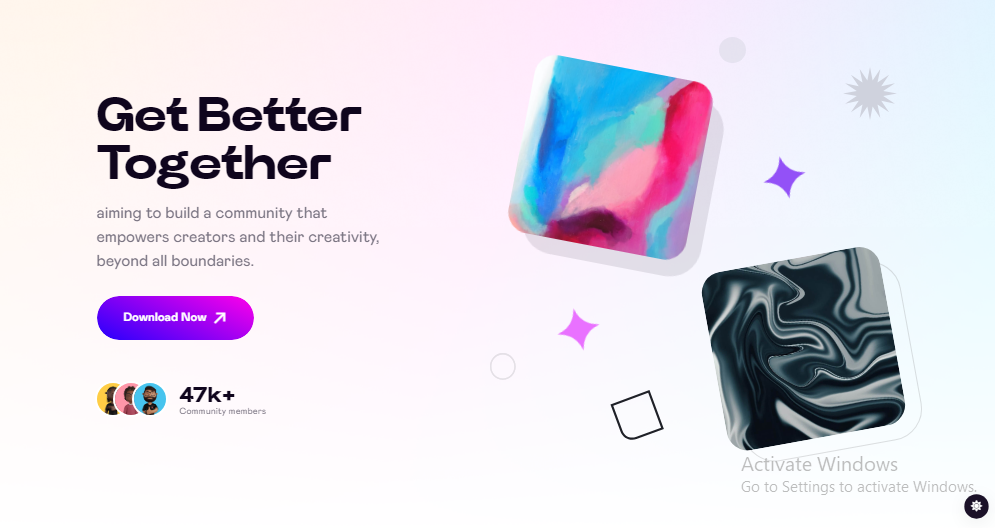 Get Better
Together
aiming to build a community that
empowers creators and their creativity,
beyond all boundaries.
Download Now
47k+
Community members
Activate Windows
Go to Settings to activate Windows.